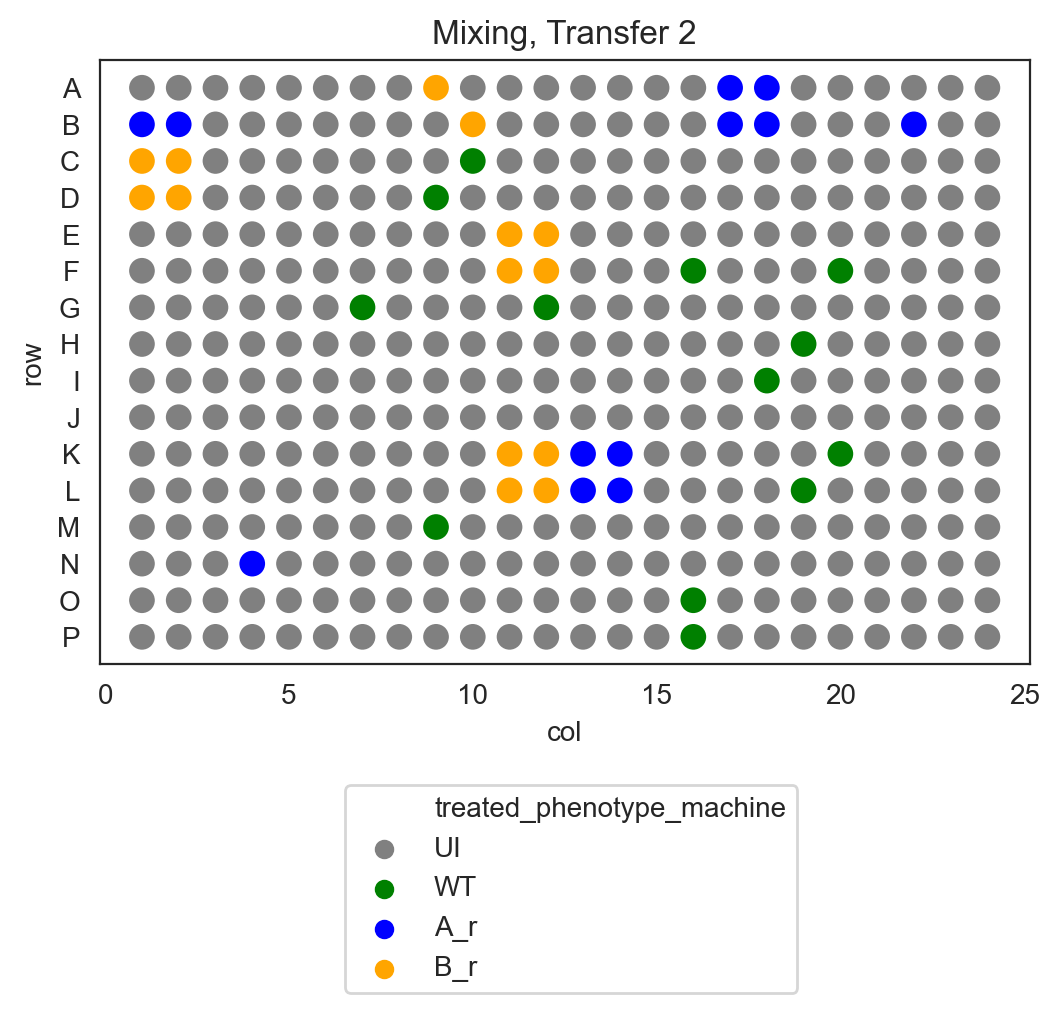 Mixing, Transfer 2
A
B
C
D
E
F
G
H
I
J
K
L
M
N
O
P
row
0 5 10 15 20 25
col
treated_phenotype_machine
UI
WT
A_r
B_r